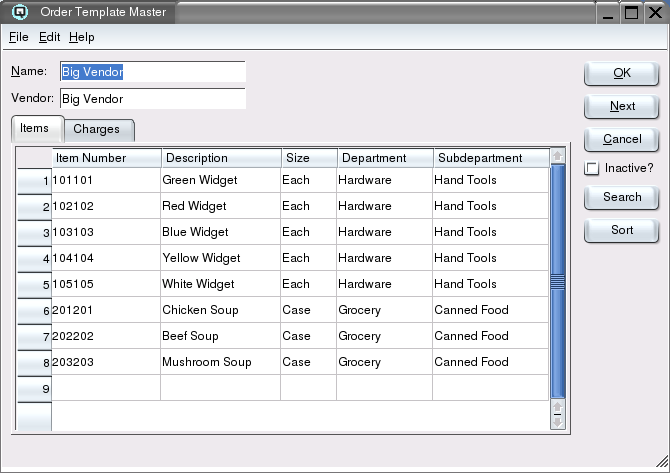 Order Template Master
File Edit Help
Name: Big Vendor
OK
Vendor: Big Vendor
Next
Items Charges
Cancel
Inactive?
Search
Sort
Item Number Description Size Department Subdepartment
1 101101 Green Widget Each Hardware Hand Tools
2 102102 Red Widget Each Hardware Hand Tools
3 103103 Blue Widget Each Hardware Hand Tools
4 104104 Yellow Widget Each Hardware Hand Tools
5 105105 White Widget Each Hardware Hand Tools
6 201201 Chicken Soup Case Grocery Canned Food
7 202202 Beef Soup Case Grocery Canned Food
8 203203 Mushroom Soup Case Grocery Canned Food
9